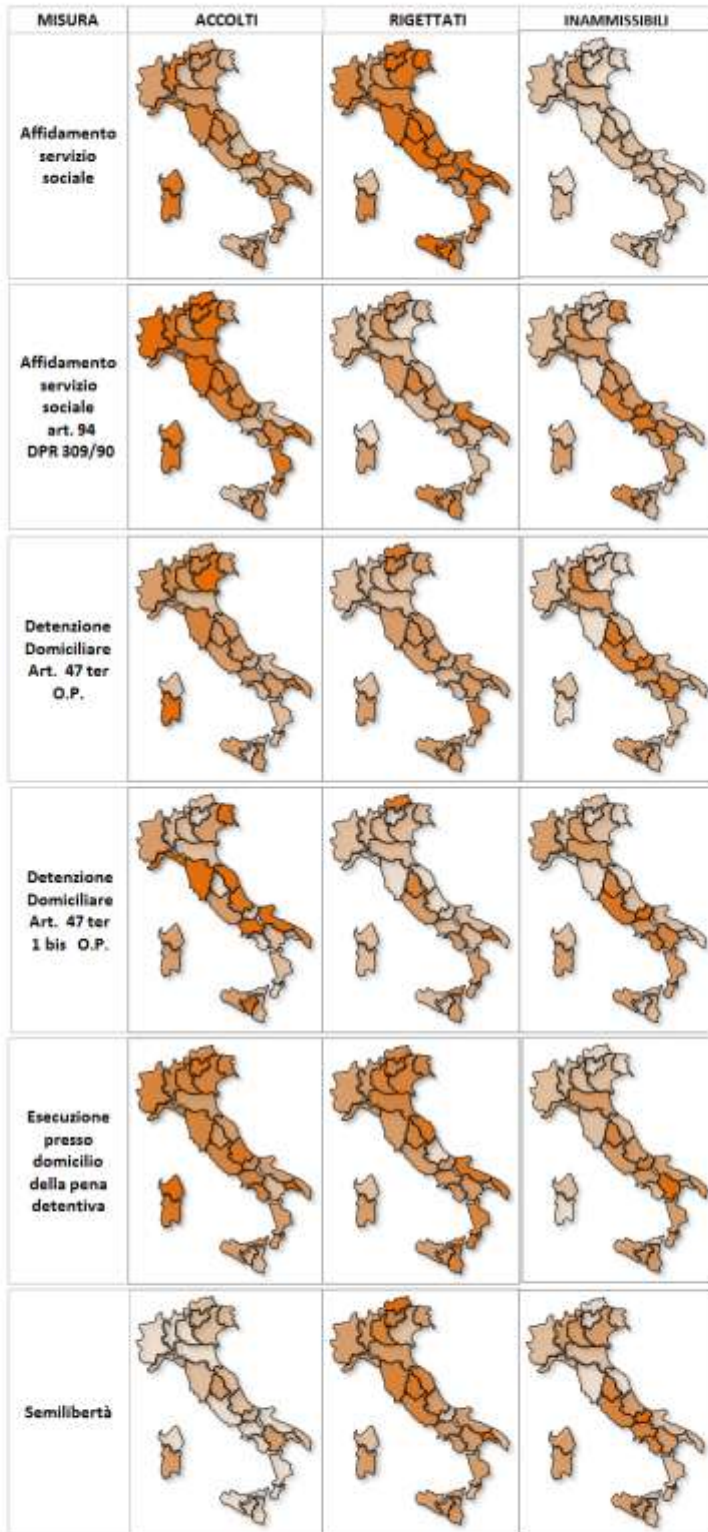 MISURA ACCOLTI RIGETTATI INAMMISSIBILI
Affidamento
servizio
sociale
Affidamento
servizio
sociale
art. 94
DPR 309/90
Detenzione
Domiciliare
Art. 47 ter
O.P.
Detenzione
Domiciliare
Art. 47 ter
1 bis O.P.
Esecuzione
presso
domicilio
della pena
detentiva
Semilibertà